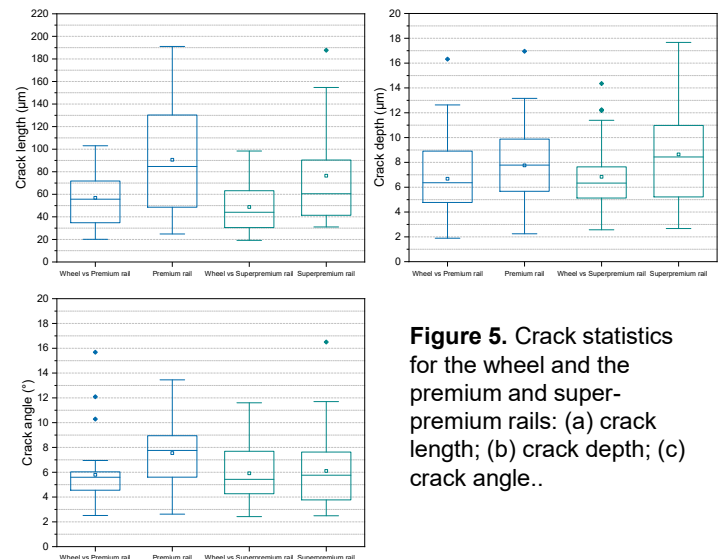 220
200
180
160
140
120
100
80
60
40
20
0
Crack length (µm)
Wheel vs Premium rail Premium rail Wheel vs Superpremium rail Superpremium rail
20
18
16
14
12
10
8
6
4
2
0
Crack depth (µm)
Wheel vs Premium rail Premium rail Wheel vs Superpremium rail Superpremium rail
20
18
16
14
12
10
8
6
4
2
0
Crack angle (°)
Wheel vs Premium rail Premium rail Wheel vs Superpremium rail Superpremium rail
Figure 5. Crack statistics
for the wheel and the
premium and super-
premium rails: (a) crack
length; (b) crack depth; (c)
crack angle..